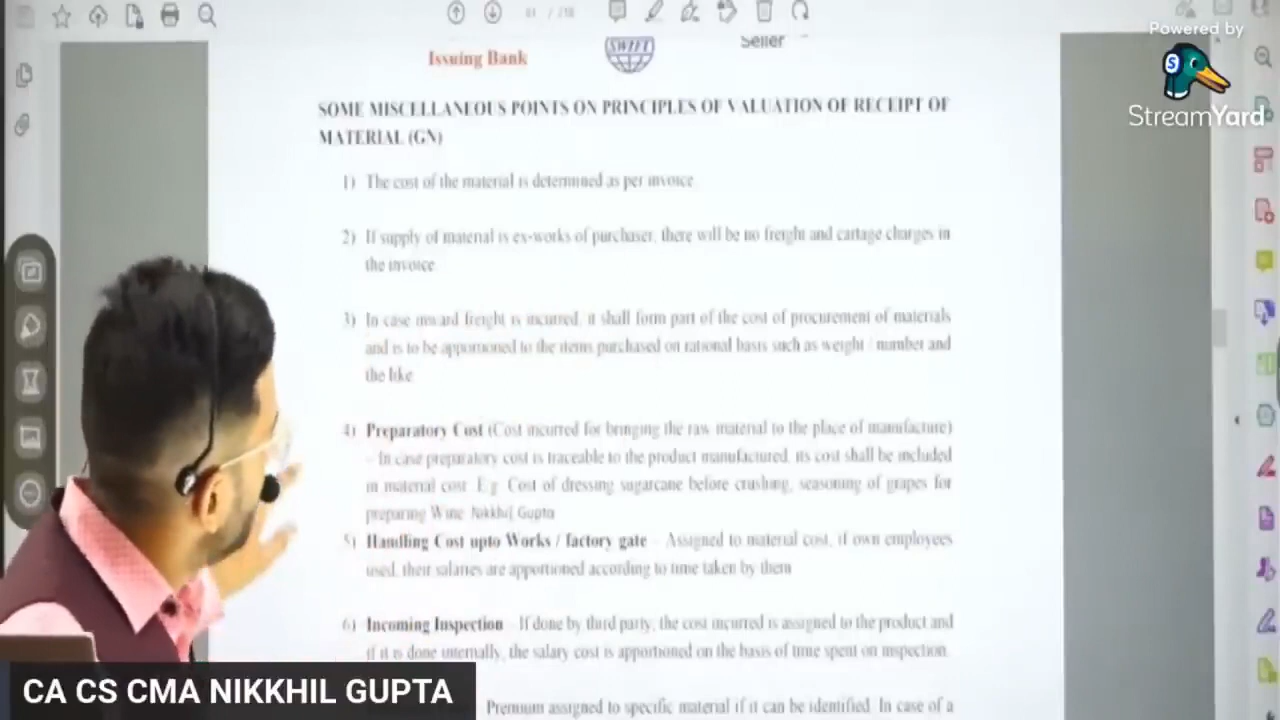 Powered by
StreamYard
Seller
SWIFT
Issuing Bank
SOME MISCELLANEOUS POINTS ON PRINCIPLES OF VALUATION OF RECEIPT OF
MATERIAL (GN)
1) The cost of the material is determined as per invoice
2) If supply of material is ex-works of purchaser, there will be no freight and cartage charges in
the invoice
3) In case inward freight is incurred, it shall form part of the cost of procurement of materials
and is to be apportioned to the items purchased on rational basis such as weight / number and
the like
4) Preparatory Cost (Cost incurred for bringing the raw material to the place of manufacture)
– In case preparatory cost is traceable to the product manufactured, its cost shall be included
in material cost E.g. Cost of dressing sugarcane before crushing, seasoning of grapes for
preparing Wine Nikkhil Gupta
5) Handling Cost upto Works / factory gate – Assigned to material cost, if own employees
used, their salaries are apportioned according to time taken by them
6) Incoming Inspection – If done by third party, the cost incurred is assigned to the product and
if it is done internally, the salary cost is apportioned on the basis of time spent on inspection
Premium assigned to specific material if it can be identified. In case of a
CA CS CMA NIKKHIL GUPTA